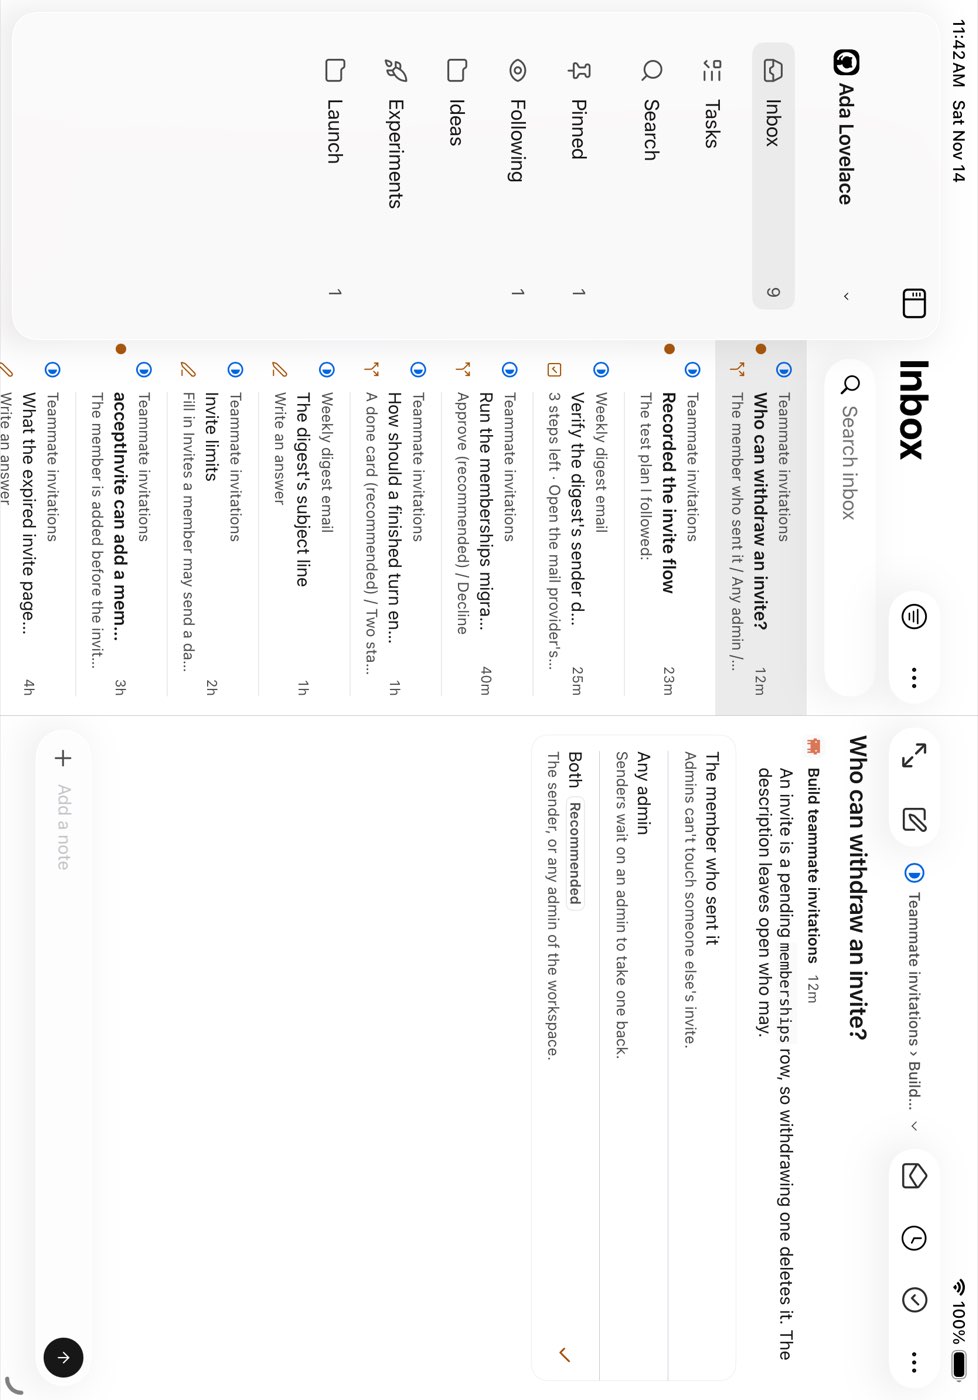 11:42 AM Sat Nov 14
100%
Ada Lovelace
Inbox 9
Tasks
Search
Pinned 1
Following 1
Ideas
Experiments
Launch 1
Inbox
Search inbox
Teammate invitations
Who can withdraw an invite? 12m
The member who sent it / Any admin /...
Teammate invitations
Recorded the invite flow 23m
The test plan I followed:
Weekly digest email
Verify the digest's sender d... 25m
3 steps left · Open the mail provider's...
Teammate invitations
Run the memberships migra... 40m
Approve (recommended) / Decline
Teammate invitations
How should a finished turn en... 1h
A done card (recommended) / Two sta...
Weekly digest email
The digest's subject line 1h
Write an answer
Teammate invitations
Invite limits 2h
Fill in Invites a member may send a da...
Teammate invitations
acceptInvite can add a mem... 3h
The member is added before the invit...
Teammate invitations
What the expired invite page... 4h
Write an answer
Teammate invitations › Build...
Who can withdraw an invite?
Build teammate invitations 12m
An invite is a pending memberships row, so withdrawing one deletes it. The
description leaves open who may.
The member who sent it
Admins can't touch someone else's invite.
Any admin
Senders wait on an admin to take one back.
Both Recommended
The sender, or any admin of the workspace.
Add a note